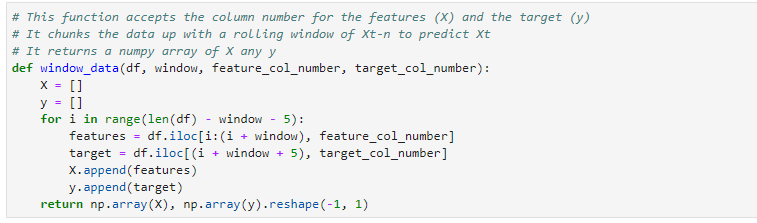 # This function accepts the column number for the features (X) and the target (y)
# It chunks the data up with a rolling window of Xt-n to predict Xt
# It returns a numpy array of X any y
def window_data(df, window, feature_col_number, target_col_number):
    X = []
    y = []
    for i in range(len(df) - window - 5):
        features = df.iloc[i:(i + window), feature_col_number]
        target = df.iloc[(i + window + 5), target_col_number]
        X.append(features)
        y.append(target)
    return np.array(X), np.array(y).reshape(-1, 1)